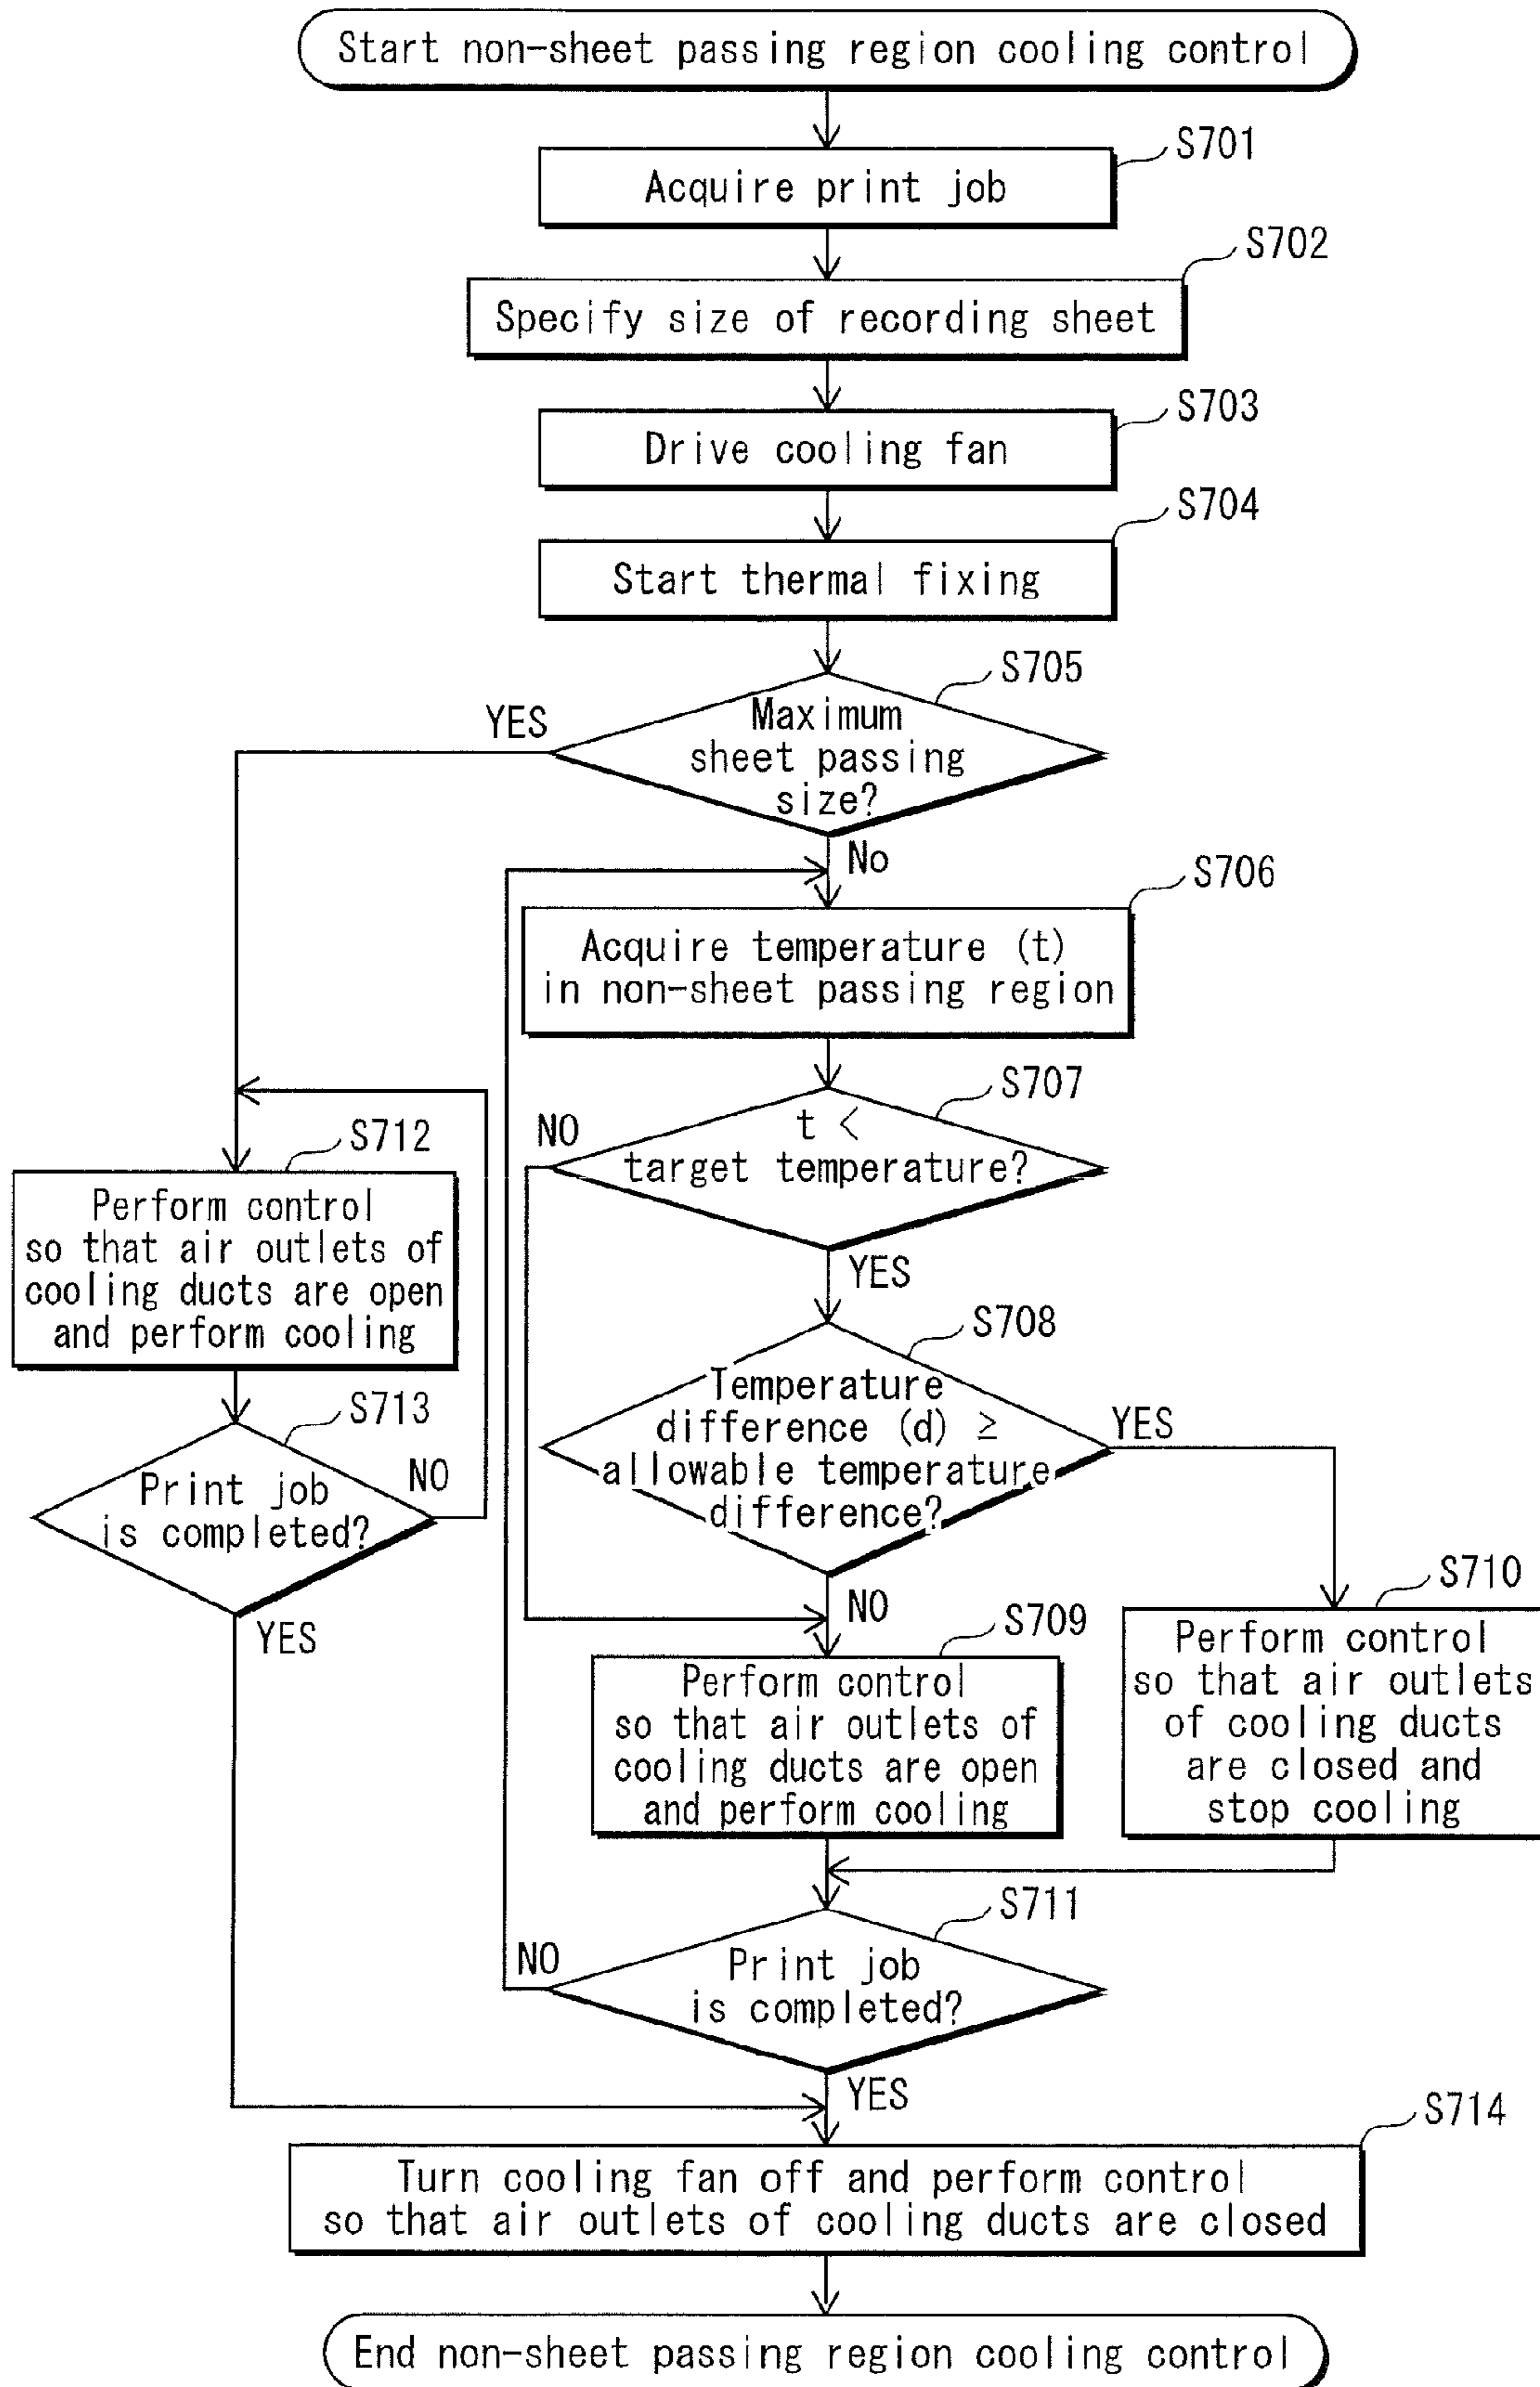 Start non-sheet passing region cooling control
S701
Acquire print job
S702
Specify size of recording sheet
S703
Drive cooling fan
S704
Start thermal fixing
S705
YES
Maximum
sheet passing
size?
No
S706
Acquire temperature (t)
in non-sheet passing region
S707
NO
t <
target temperature?
YES
S712
Perform control
so that air outlets of
cooling ducts are open
and perform cooling
S708
Temperature
difference (d) ≥
allowable temperature
difference?
YES
NO
S713
Print job
is completed?
NO
YES
S709
Perform control
so that air outlets of
cooling ducts are open
and perform cooling
S710
Perform control
so that air outlets
of cooling ducts
are closed and
stop cooling
S711
NO
Print job
is completed?
YES
S714
Turn cooling fan off and perform control
so that air outlets of cooling ducts are closed
End non-sheet passing region cooling control